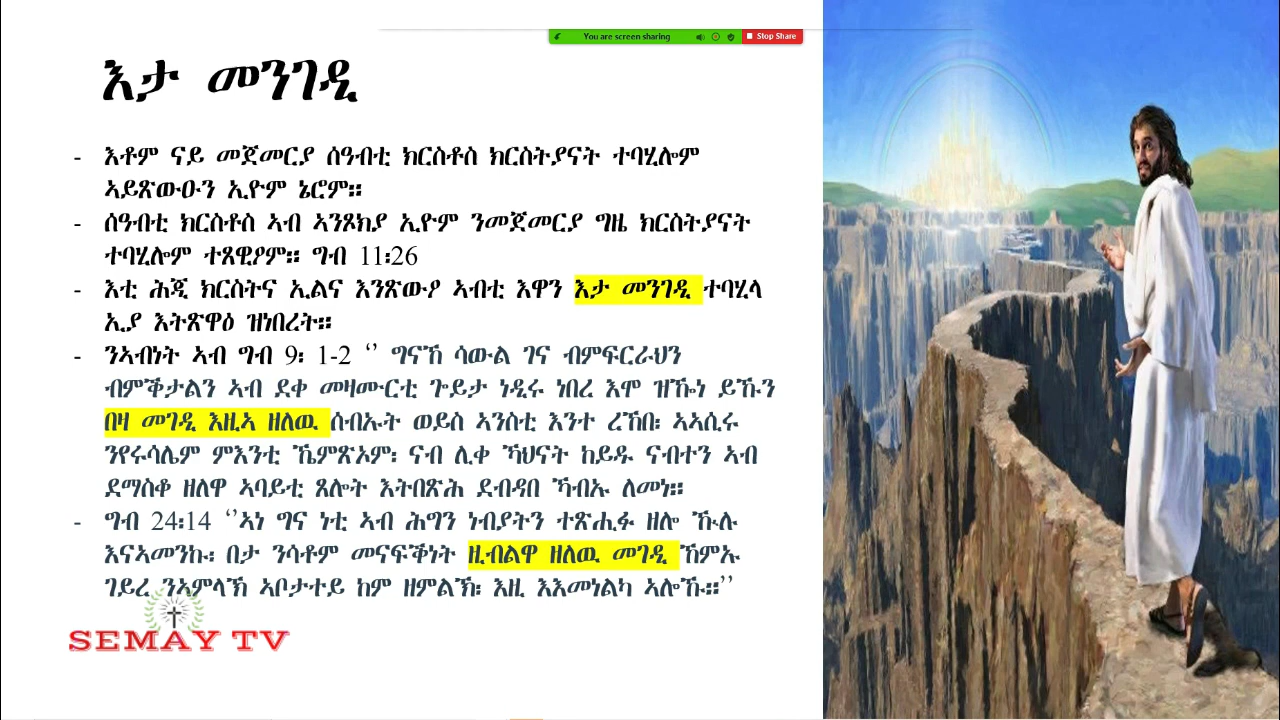 You are screen sharing
Stop Share
እታ መንገዲ
- እቶም ናይ መጀመርያ ሰዓብቲ ክርስቶስ ክርስትያናት ተባሂሎም
ኣይጽውዑን ኢዮም ኔሮም።
- ሰዓብቲ ክርስቶስ ኣብ ኣንጾክያ ኢዮም ንመጀመርያ ግዜ ክርስትያናት
ተባሂሎም ተጸዊዖም። ግብ 11፡26
- እቲ ሕጂ ክርስትና ኢልና እንጽውዖ ኣብቲ እዋን እታ መንገዲ ተባሂላ
ኢያ እትጽዋዕ ዝነበረት።
- ንኣብነት ኣብ ግብ 9፡ 1-2 ‘’ ግናኸ ሳውል ገና ብምፍርራህን
ብምቕታልን ኣብ ደቀ መዛሙርቲ ጐይታ ነዲሩ ነበረ እሞ ዝዀነ ይኹን
በዛ መገዲ እዚኣ ዘለዉ ሰብኡት ወይስ ኣንስቲ እንተ ረኸበ፡ ኣኣሲሩ
ንየሩሳሌም ምእንቲ ኼምጽኦም፡ ናብ ሊቀ ኻህናት ከይዱ ናብተን ኣብ
ደማስቆ ዘለዋ ኣባይቲ ጸሎት እትበጽሕ ደብዳበ ኻብኡ ለመነ።
- ግብ 24፡14 ‘’ኣነ ግና ነቲ ኣብ ሕግን ነብያትን ተጽሒፉ ዘሎ ዂሉ
እናኣመንኩ፡ በታ ንሳቶም መናፍቕነት ዚብልዋ ዘለዉ መገዲ ኸምኡ
ገይረ ንኣምላኽ ኣቦታተይ ከም ዘምልኽ፡ እዚ እእመነልካ ኣሎኹ።’’
SEMAY TV